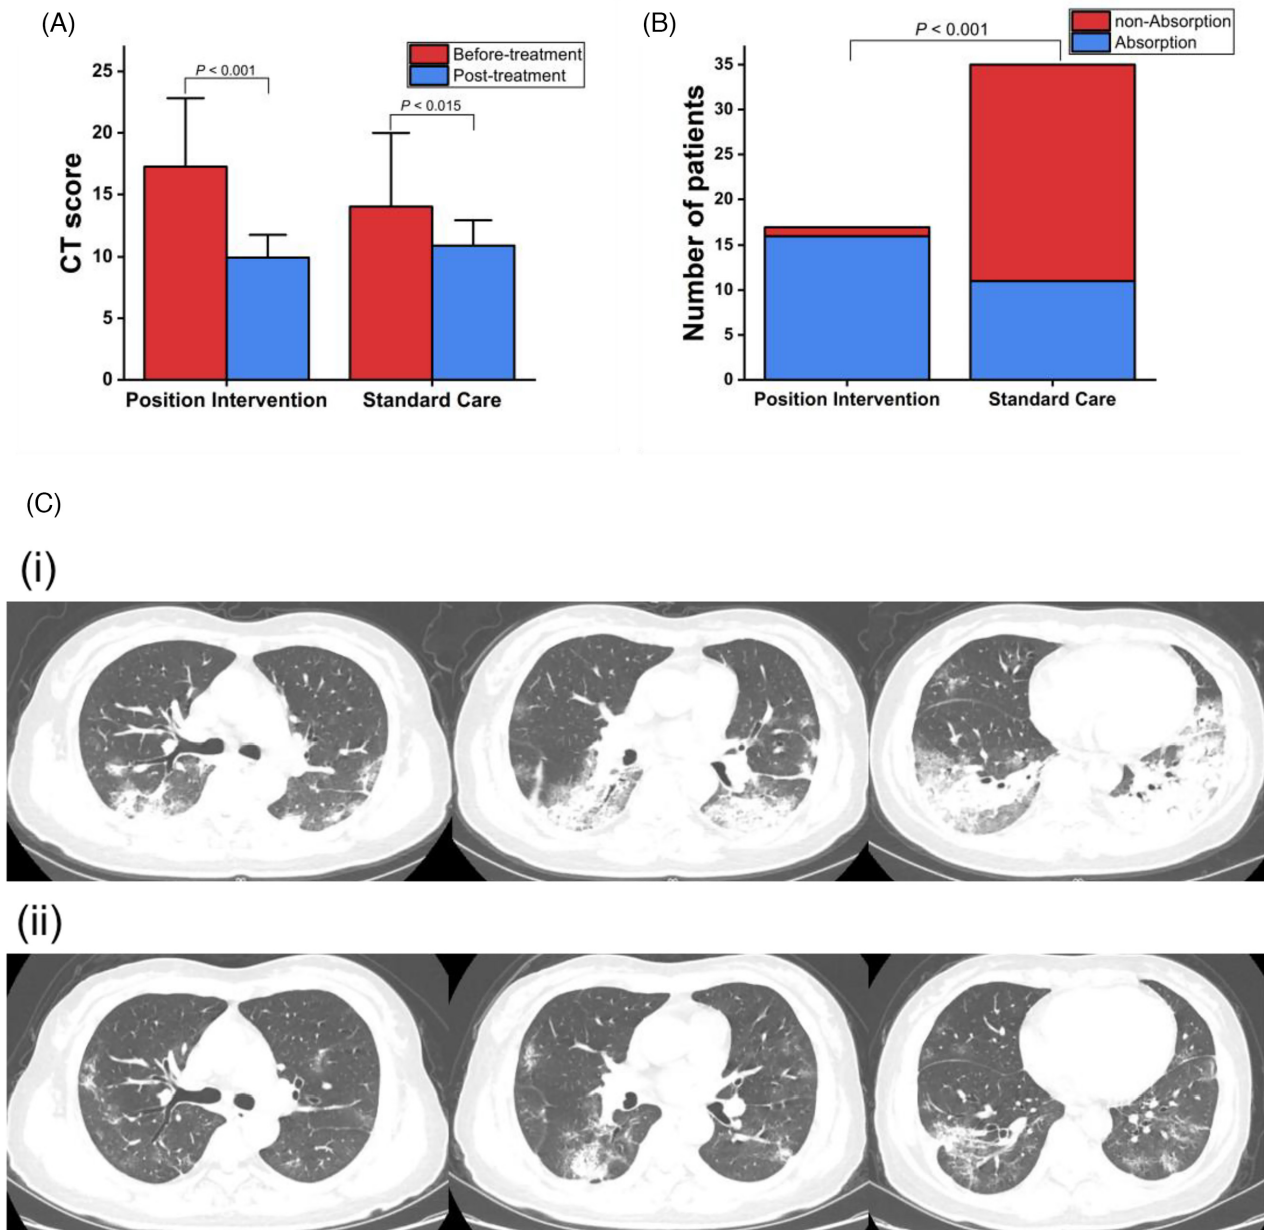 (A)
Before-treatment
Post-treatment
P < 0.001
P < 0.015
CT score
25
20
15
10
5
0
Position Intervention
Standard Care
(B)
non-Absorption
Absorption
P < 0.001
Number of patients
35
30
25
20
15
10
5
0
Position Intervention
Standard Care
(C)
(i)
(ii)